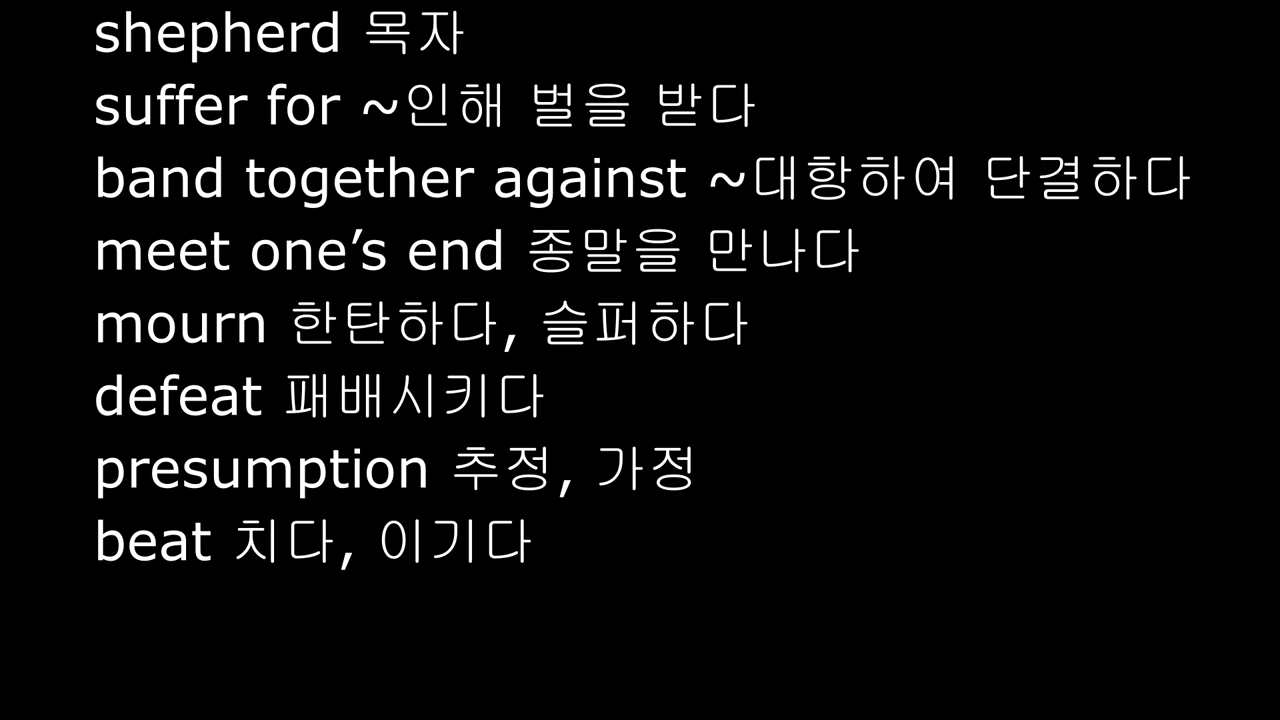 shepherd 목자
suffer for ~인해 벌을 받다
band together against ~대항하여 단결하다
meet one’s end 종말을 만나다
mourn 한탄하다, 슬퍼하다
defeat 패배시키다
presumption 추정, 가정
beat 치다, 이기다